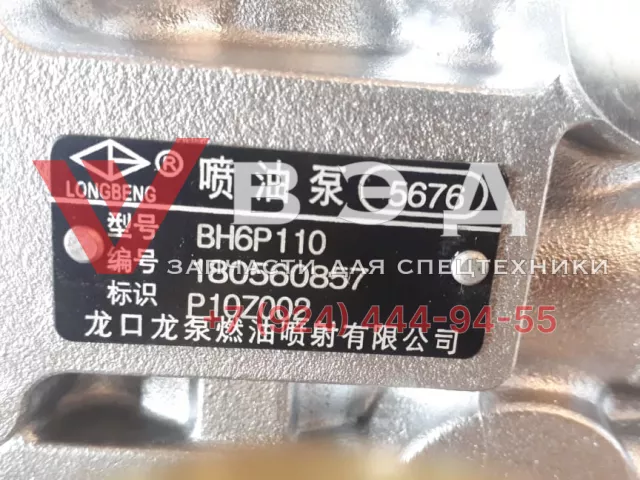 LONGBENG ® 喷油泵 5676
型号 BH6P110
编号 180560857
标识 P10Z002
龙口龙泵燃油喷射有限公司
ВЭД
ЗАПЧАСТИ ДЛЯ СПЕЦТЕХНИКИ
+7 (924) 444-94-55